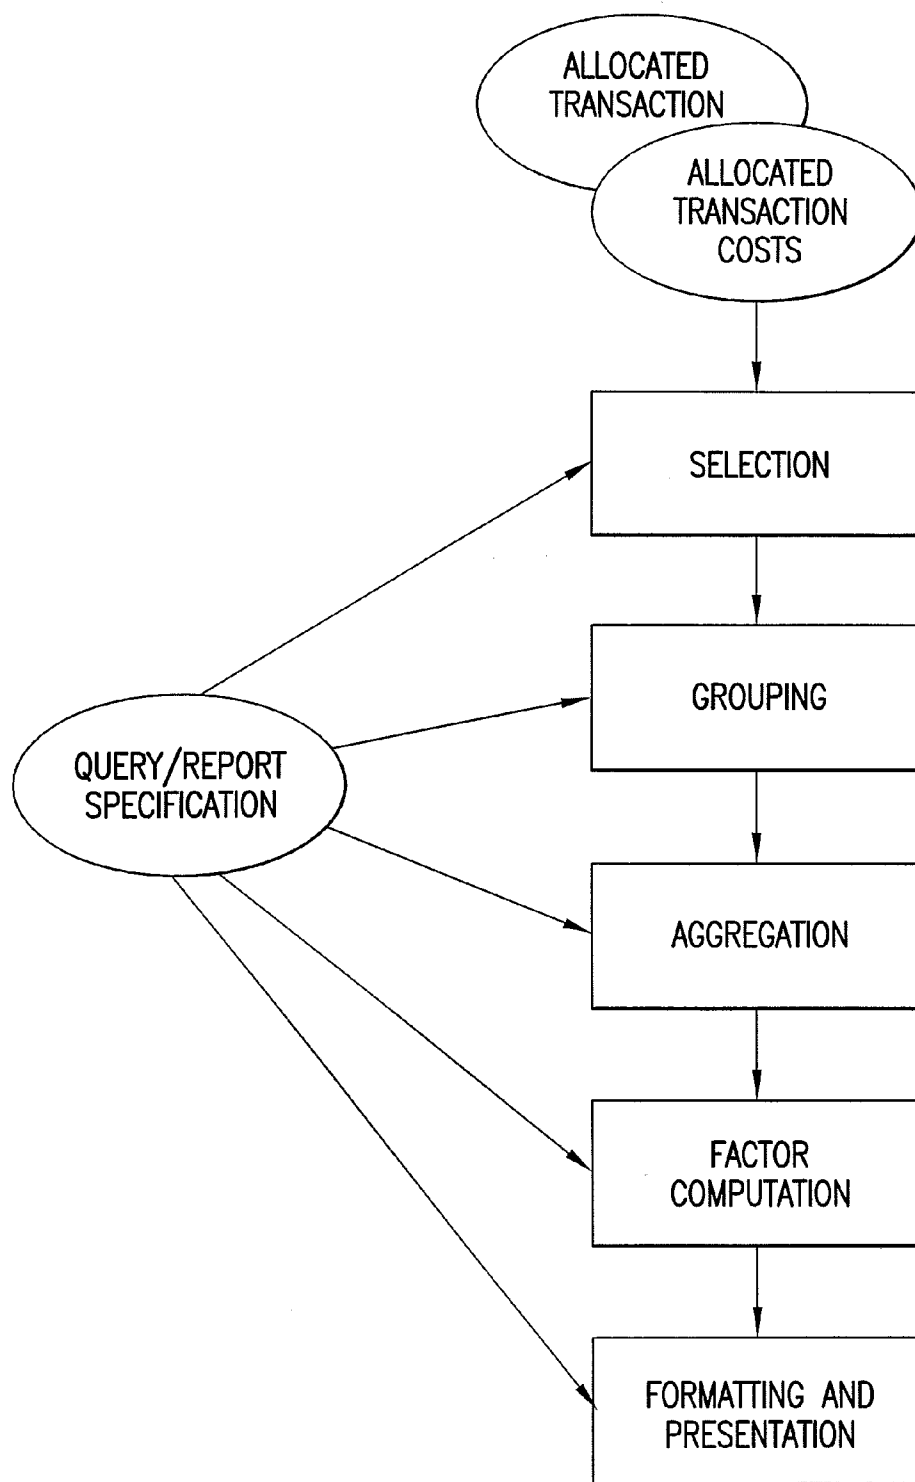 ALLOCATED
TRANSACTION
ALLOCATED
TRANSACTION
COSTS
SELECTION
GROUPING
QUERY/REPORT
SPECIFICATION
AGGREGATION
FACTOR
COMPUTATION
FORMATTING AND
PRESENTATION